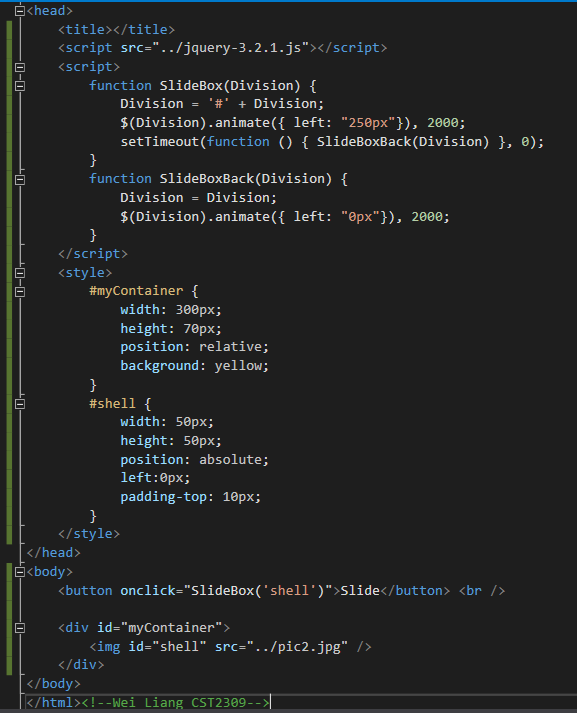 <head>
    <title></title>
    <script src="../jquery-3.2.1.js"></script>
    <script>
        function SlideBox(Division) {
            Division = '#' + Division;
            $(Division).animate({ left: "250px"}), 2000;
            setTimeout(function () { SlideBoxBack(Division) }, 0);
        }
        function SlideBoxBack(Division) {
            Division = Division;
            $(Division).animate({ left: "0px"}), 2000;
        }
    </script>
    <style>
        #myContainer {
            width: 300px;
            height: 70px;
            position: relative;
            background: yellow;
        }
        #shell {
            width: 50px;
            height: 50px;
            position: absolute;
            left:0px;
            padding-top: 10px;
        }
    </style>
</head>
<body>
    <button onclick="SlideBox('shell')">Slide</button> <br />
    <div id="myContainer">
        <img id="shell" src="../pic2.jpg" />
    </div>
</body>
</html><!--Wei Liang CST2309-->